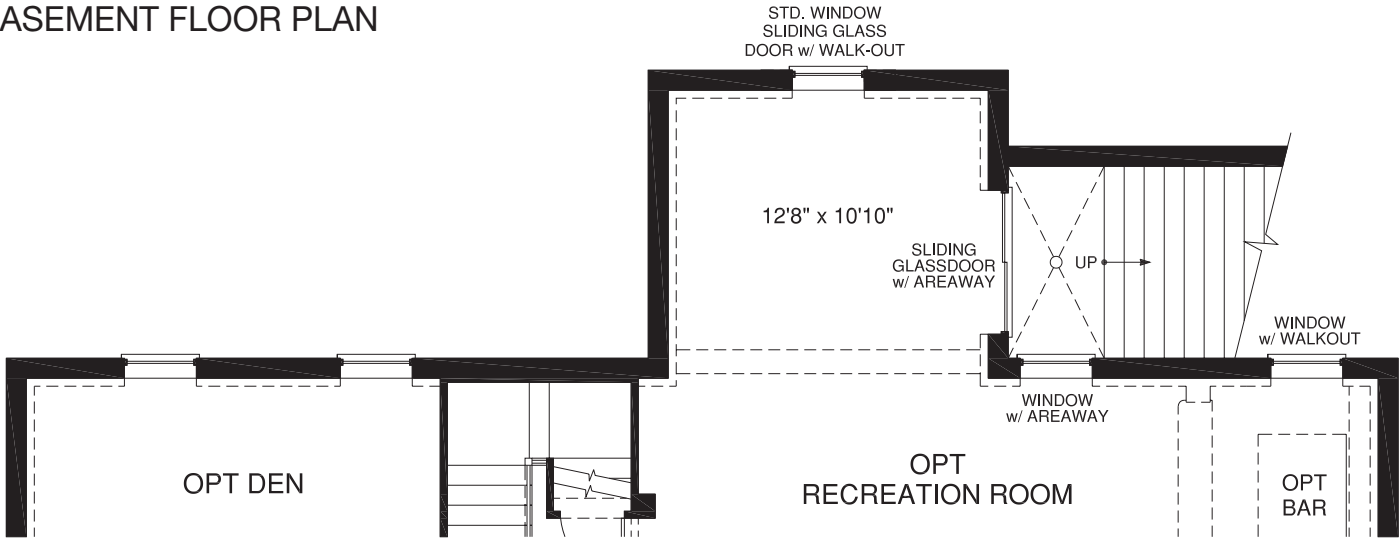 ASEMENT FLOOR PLAN
STD. WINDOW
SLIDING GLASS
DOOR w/ WALK-OUT
12'8" x 10'10"
SLIDING
GLASSDOOR
w/ AREAWAY
UP
WINDOW
w/ WALKOUT
WINDOW
w/ AREAWAY
OPT DEN
OPT
RECREATION ROOM
OPT
BAR